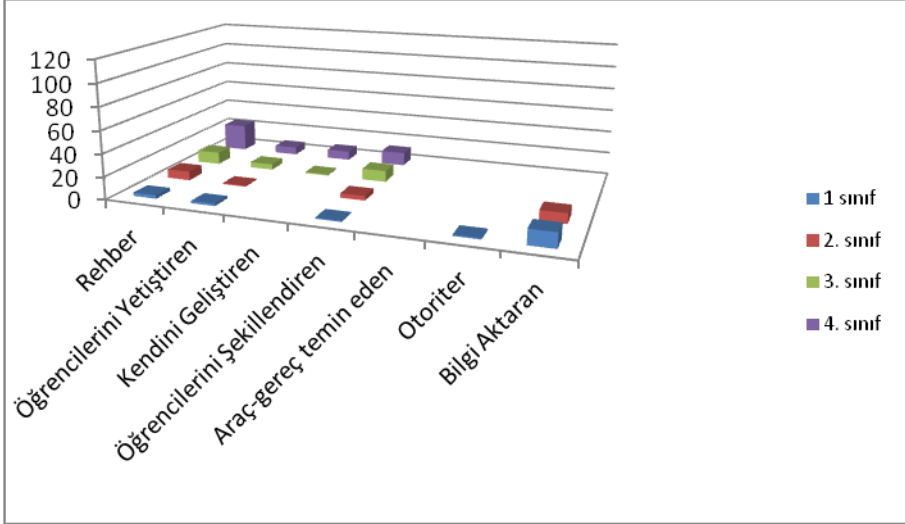 120
100
80
60
40
20
0
Rehber
Öğrencilerini Yetiştiren
Kendini Geliştiren
Öğrencilerini Şekillendiren
Araç-gereç temin eden
Otoriter
Bilgi Aktaran
1 sınıf
2. sınıf
3. sınıf
4. sınıf